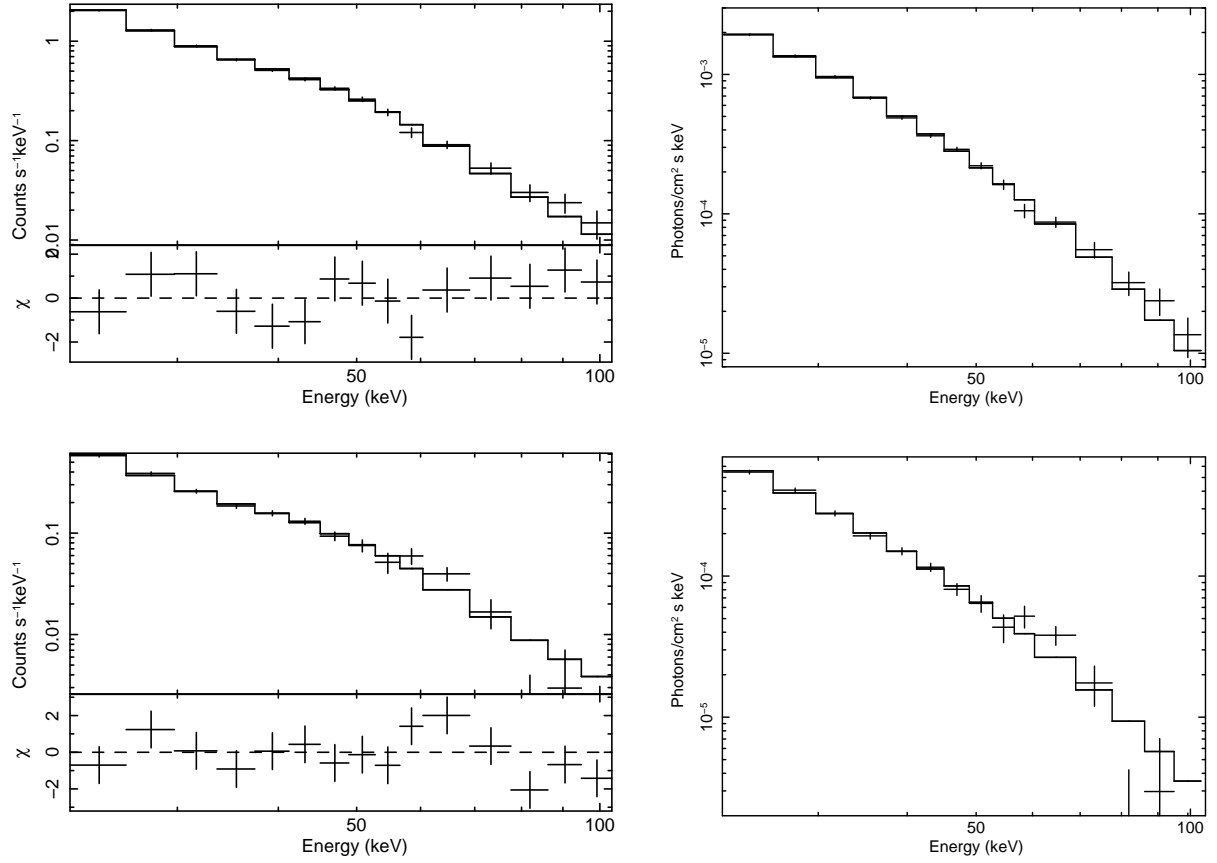 1
0.1
0.01
Counts s⁻¹keV⁻¹
2
0
−2
χ
50
100
Energy (keV)
10⁻³
10⁻⁴
10⁻⁵
Photons/cm² s keV
50
100
Energy (keV)
0.1
0.01
Counts s⁻¹keV⁻¹
2
0
−2
χ
50
100
Energy (keV)
10⁻⁴
10⁻⁵
Photons/cm² s keV
50
100
Energy (keV)